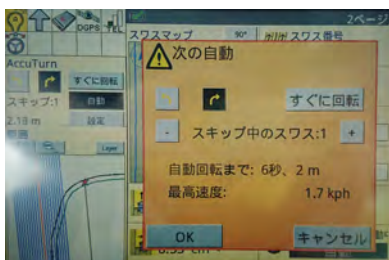 DGPS TEL
2ページ
AccuTurn
すぐに回転
スキップ:1
自動
2.18 m
設定
Layer
スワスマップ
90°
スワス番号
次の自動
すぐに回転
- スキップ中のスワス:1 +
自動回転まで: 6秒、2 m
最高速度: 1.7 kph
OK
キャンセル